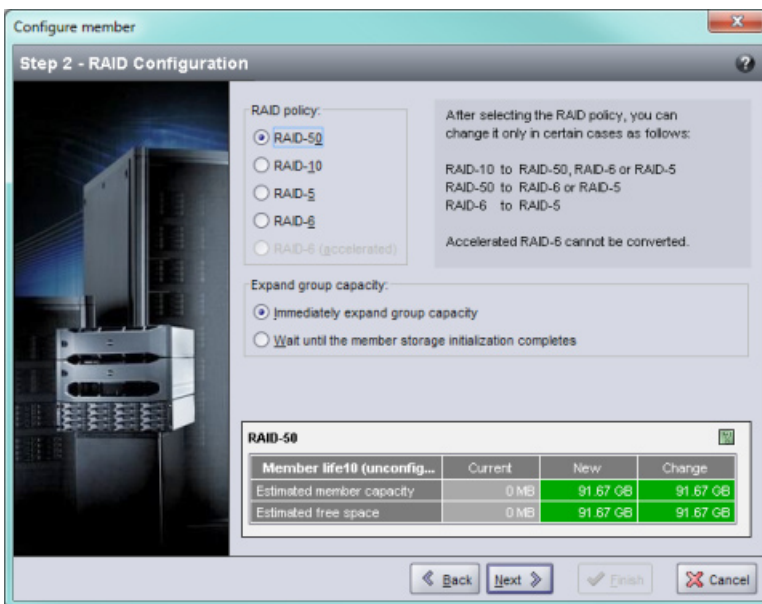 Configure member
Step 2 - RAID Configuration
?
RAID policy:
RAID-50
RAID-10
RAID-5
RAID-6
RAID-6 (accelerated)
After selecting the RAID policy, you can
change it only in certain cases as follows:
RAID-10 to RAID-50, RAID-6 or RAID-5
RAID-50 to RAID-6 or RAID-5
RAID-6 to RAID-5
Accelerated RAID-6 cannot be converted.
Expand group capacity:
Immediately expand group capacity
Wait until the member storage initialization completes
RAID-50
Member life10 (unconfig... Current New Change
Estimated member capacity 0 MB 91.67 GB 91.67 GB
Estimated free space 0 MB 91.67 GB 91.67 GB
Back Next Finish Cancel